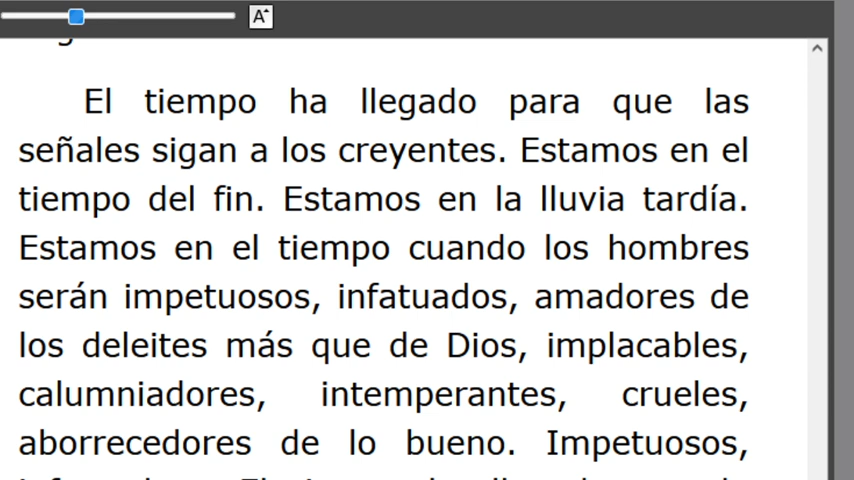 A
El tiempo ha llegado para que las
señales sigan a los creyentes. Estamos en el
tiempo del fin. Estamos en la lluvia tardía.
Estamos en el tiempo cuando los hombres
serán impetuosos, infatuados, amadores de
los deleites más que de Dios, implacables,
calumniadores, intemperantes, crueles,
aborrecedores de lo bueno. Impetuosos,